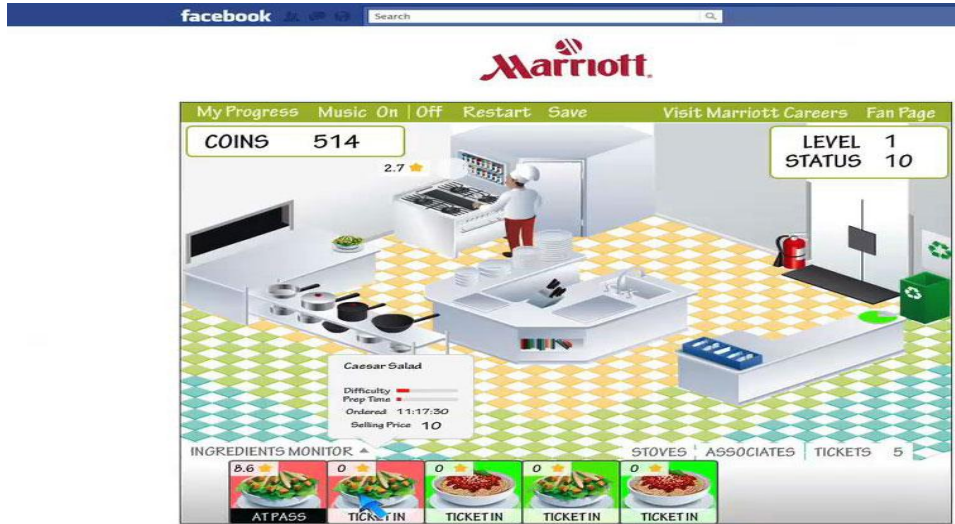 facebook Search
Marriott
My Progress Music On | Off Restart Save Visit Marriott Careers Fan Page
COINS 514
LEVEL 1
STATUS 10
2.7
Caesar Salad
Difficulty
Prep Time
Ordered 11:17:30
Selling Price 10
INGREDIENTS MONITOR
STOVES ASSOCIATES TICKETS 5
8.6 0 0 0 0
AT PASS TICKET IN TICKET IN TICKET IN TICKET IN